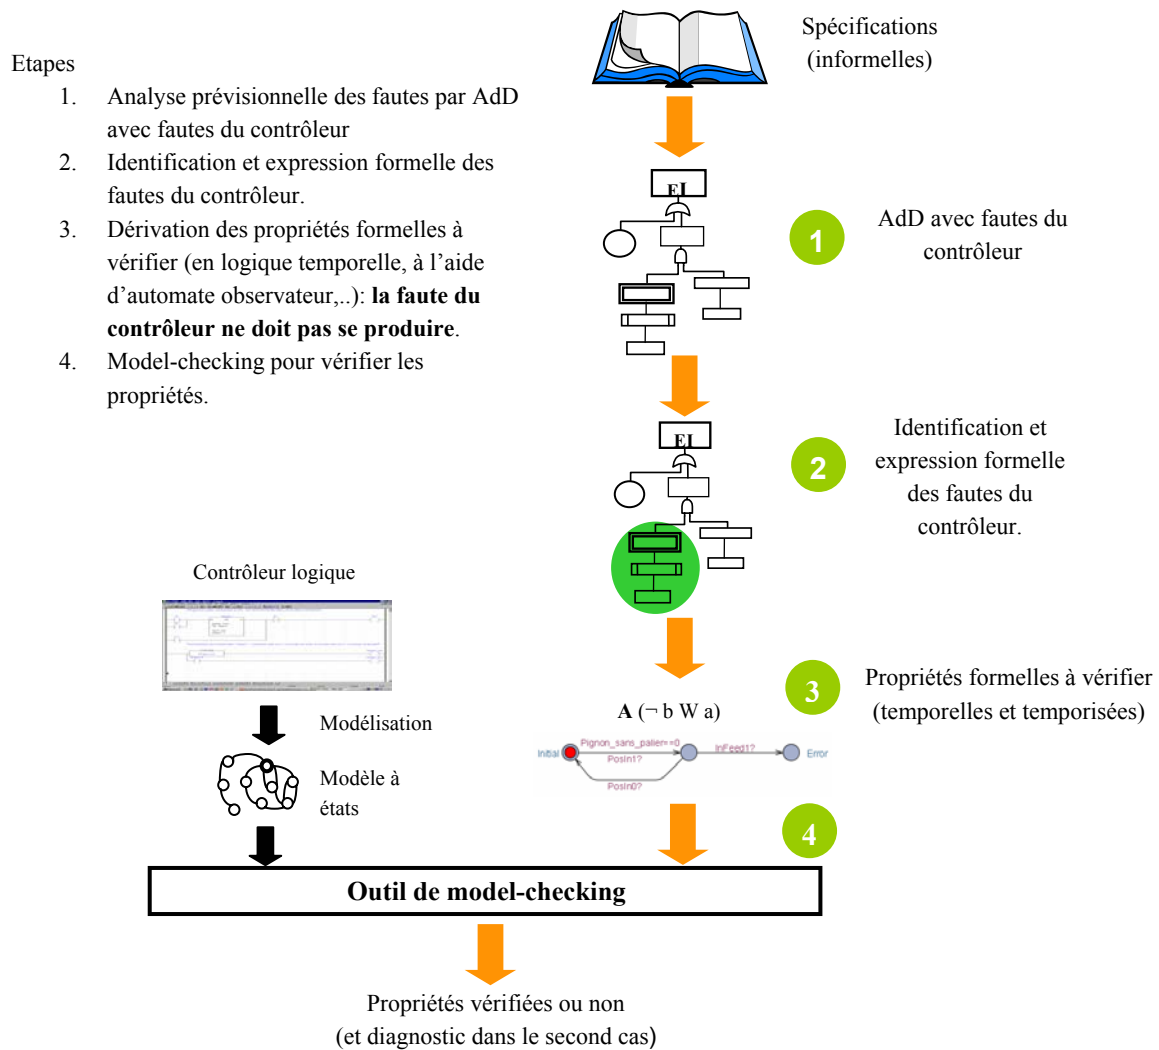 Spécifications
(informelles)
Etapes
1. Analyse prévisionnelle des fautes par AdD
avec fautes du contrôleur
2. Identification et expression formelle des
fautes du contrôleur.
3. Dérivation des propriétés formelles à
vérifier (en logique temporelle, à l’aide
d’automate observateur,..): la faute du
contrôleur ne doit pas se produire.
4. Model-checking pour vérifier les
propriétés.
EI
1
AdD avec fautes du
contrôleur
EI
2
Identification et
expression formelle
des fautes du
contrôleur.
Contrôleur logique
Modélisation
Modèle à
états
3
Propriétés formelles à vérifier
(temporelles et temporisées)
A (¬ b W a)
Initial
Pignon_sans_palier==0
PosIn1?
InFeed1?
Error
PosIn0?
4
Outil de model-checking
Propriétés vérifiées ou non
(et diagnostic dans le second cas)